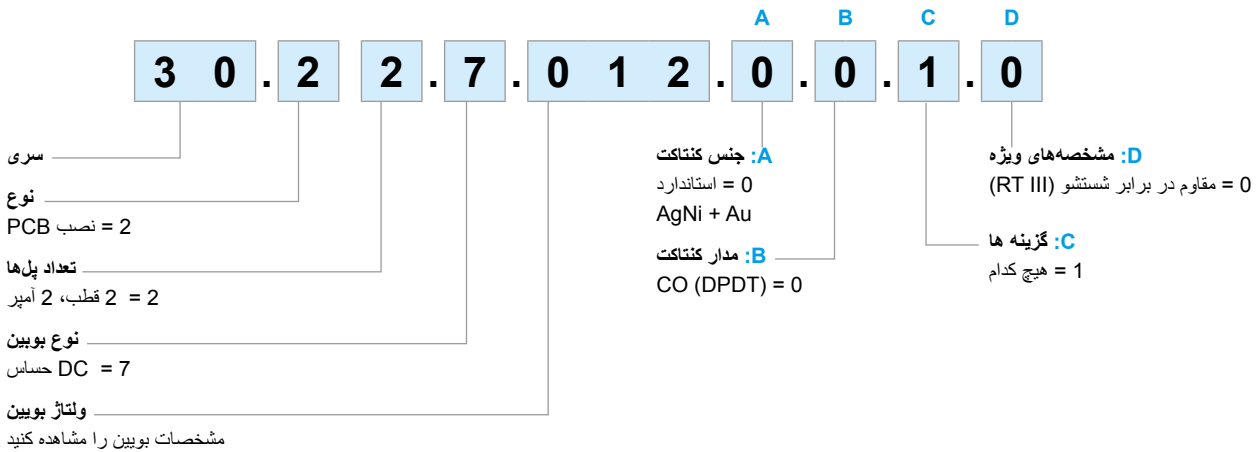 A B C D
3 0 . 2 2 . 7 . 0 1 2 . 0 . 0 . 1 . 0
سری
نوع
2 = نصب PCB
تعداد پل‌ها
2 = 2 قطب، 2 آمپر
نوع بوبین
7 = DC حساس
ولتاژ بوبین
مشخصات بوبین را مشاهده کنید
A: جنس کنتاکت
0 = استاندارد
AgNi + Au
B: مدار کنتاکت
CO (DPDT) = 0
D: مشخصه‌های ویژه
0 = مقاوم در برابر شستشو (RT III)
C: گزینه ها
1 = هیچ کدام